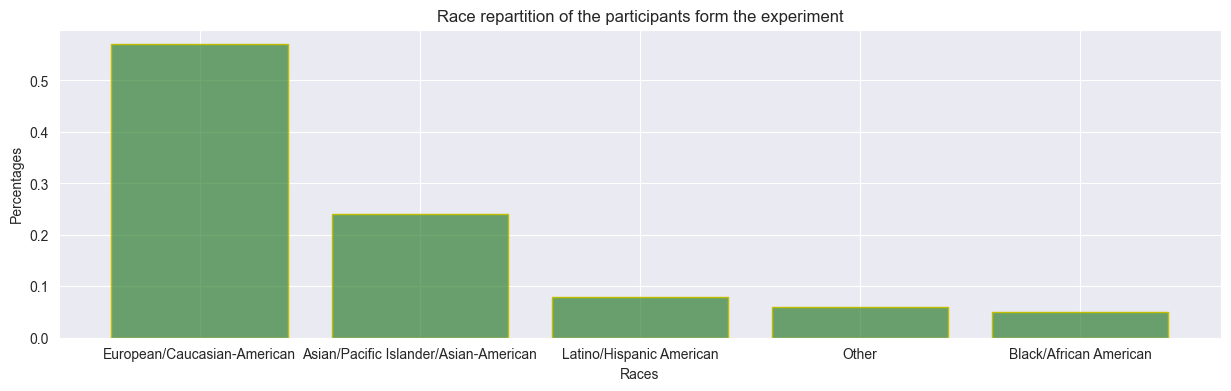 Race repartition of the participants form the experiment
Percentages
0.5
0.4
0.3
0.2
0.1
0.0
European/Caucasian-American Asian/Pacific Islander/Asian-American Latino/Hispanic American Other Black/African American
Races